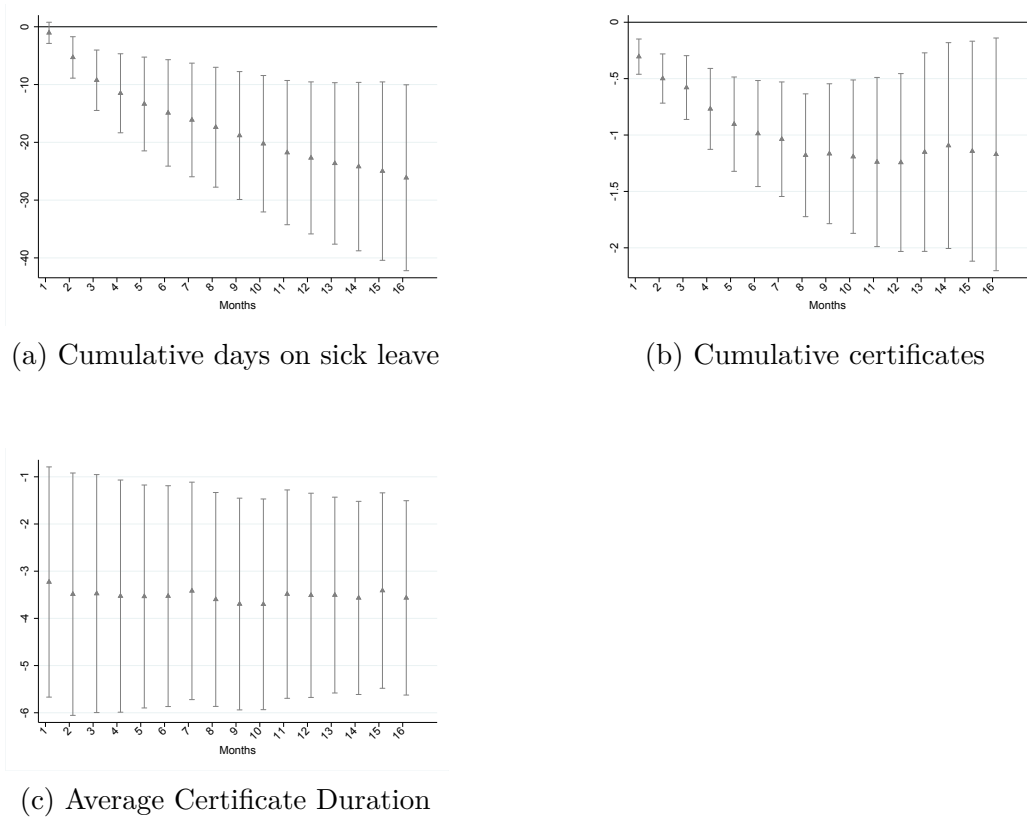 0
-10
-20
-30
-40
1 2 3 4 5 6 7 8 9 10 11 12 13 14 15 16
Months
(a) Cumulative days on sick leave
0
-.5
-1
-1.5
-2
1 2 3 4 5 6 7 8 9 10 11 12 13 14 15 16
Months
(b) Cumulative certificates
-1
-2
-3
-4
-5
-6
1 2 3 4 5 6 7 8 9 10 11 12 13 14 15 16
Months
(c) Average Certificate Duration